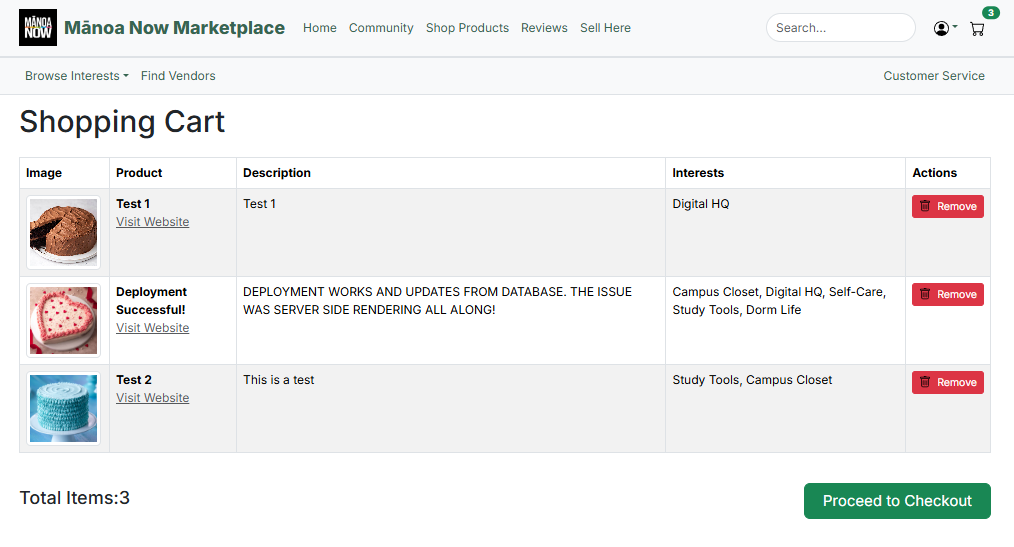 MĀNOA
NOW
Mānoa Now Marketplace
Home Community Shop Products Reviews Sell Here
Search...
3
Browse Interests Find Vendors
Customer Service
Shopping Cart
Image Product Description Interests Actions
Test 1
Visit Website
Test 1
Digital HQ
Remove
Deployment
Successful!
Visit Website
DEPLOYMENT WORKS AND UPDATES FROM DATABASE. THE ISSUE
WAS SERVER SIDE RENDERING ALL ALONG!
Campus Closet, Digital HQ, Self-Care,
Study Tools, Dorm Life
Remove
Test 2
Visit Website
This is a test
Study Tools, Campus Closet
Remove
Total Items:3
Proceed to Checkout